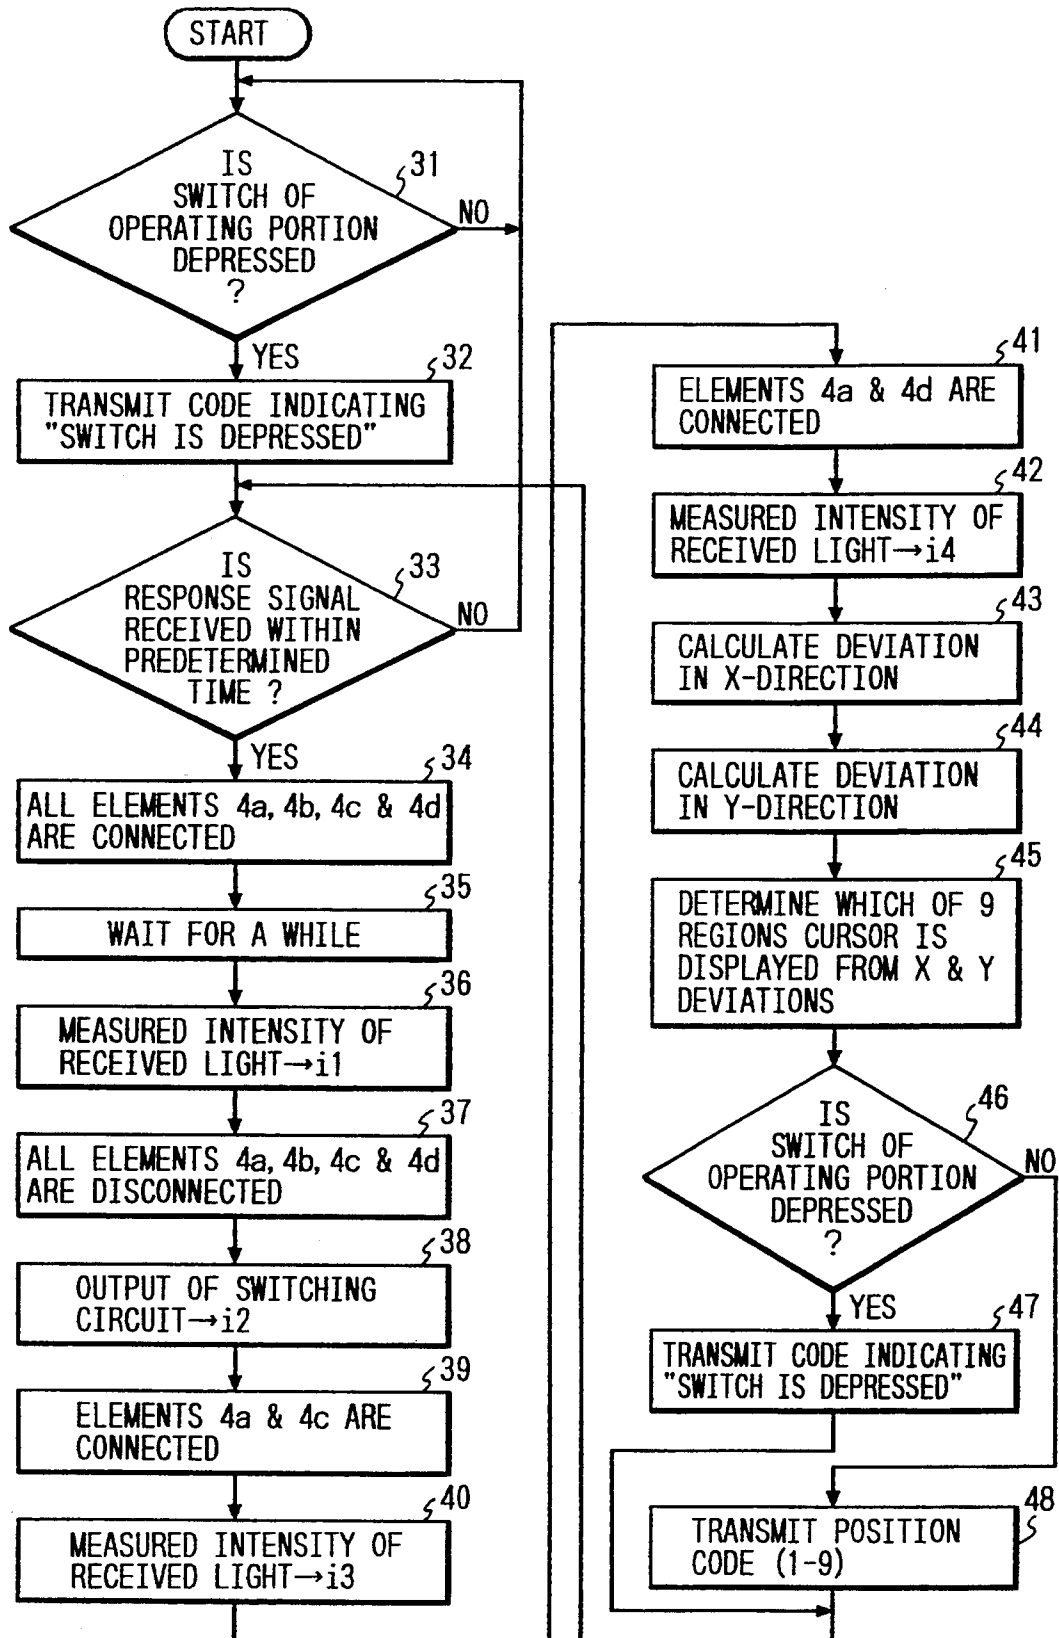 START
IS
SWITCH OF
OPERATING PORTION
DEPRESSED
?
31
NO
YES
32
TRANSMIT CODE INDICATING
"SWITCH IS DEPRESSED"
IS
RESPONSE SIGNAL
RECEIVED WITHIN
PREDETERMINED
TIME ?
33
NO
YES
34
ALL ELEMENTS 4a, 4b, 4c & 4d
ARE CONNECTED
35
WAIT FOR A WHILE
36
MEASURED INTENSITY OF
RECEIVED LIGHT→i1
37
ALL ELEMENTS 4a, 4b, 4c & 4d
ARE DISCONNECTED
38
OUTPUT OF SWITCHING
CIRCUIT→i2
39
ELEMENTS 4a & 4c ARE
CONNECTED
40
MEASURED INTENSITY OF
RECEIVED LIGHT→i3
41
ELEMENTS 4a & 4d ARE
CONNECTED
42
MEASURED INTENSITY OF
RECEIVED LIGHT→i4
43
CALCULATE DEVIATION
IN X-DIRECTION
44
CALCULATE DEVIATION
IN Y-DIRECTION
45
DETERMINE WHICH OF 9
REGIONS CURSOR IS
DISPLAYED FROM X & Y
DEVIATIONS
46
IS
SWITCH OF
OPERATING PORTION
DEPRESSED
?
NO
YES
47
TRANSMIT CODE INDICATING
"SWITCH IS DEPRESSED"
48
TRANSMIT POSITION
CODE (1-9)